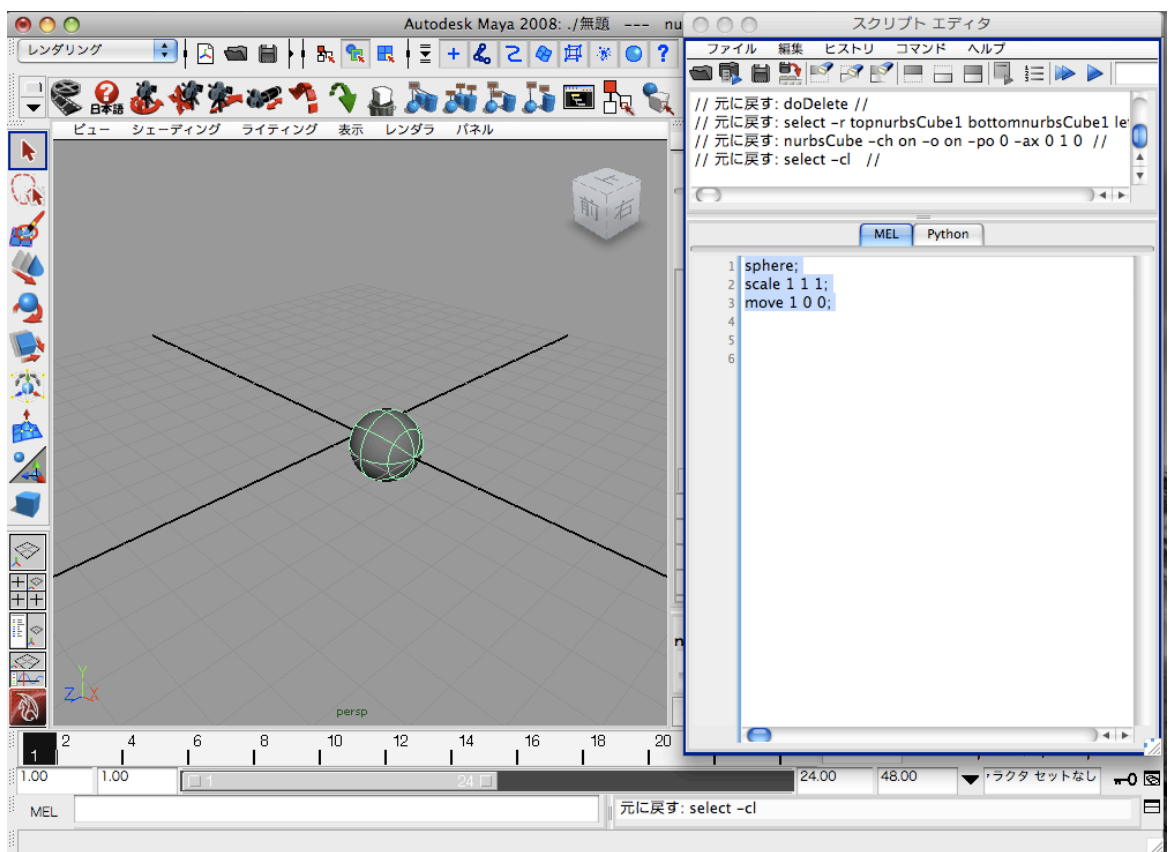 Autodesk Maya 2008: ./無題 --- nu
スクリプト エディタ
レンダリング
ファイル 編集 ヒストリ コマンド ヘルプ
日本語
// 元に戻す: doDelete //
// 元に戻す: select -r topnurbsCube1 bottomnurbsCube1 le
// 元に戻す: nurbsCube -ch on -o on -po 0 -ax 0 1 0 //
// 元に戻す: select -cl //
ビュー シェーディング ライティング 表示 レンダラ パネル
上
前 右
MEL Python
1 sphere;
2 scale 1 1 1;
3 move 1 0 0;
4
5
6
Y
Z X
persp
1 2 4 6 8 10 12 14 16 18 20
1.00 1.00 1 24 24.00 48.00 ラクタ セットなし
MEL 元に戻す: select -cl